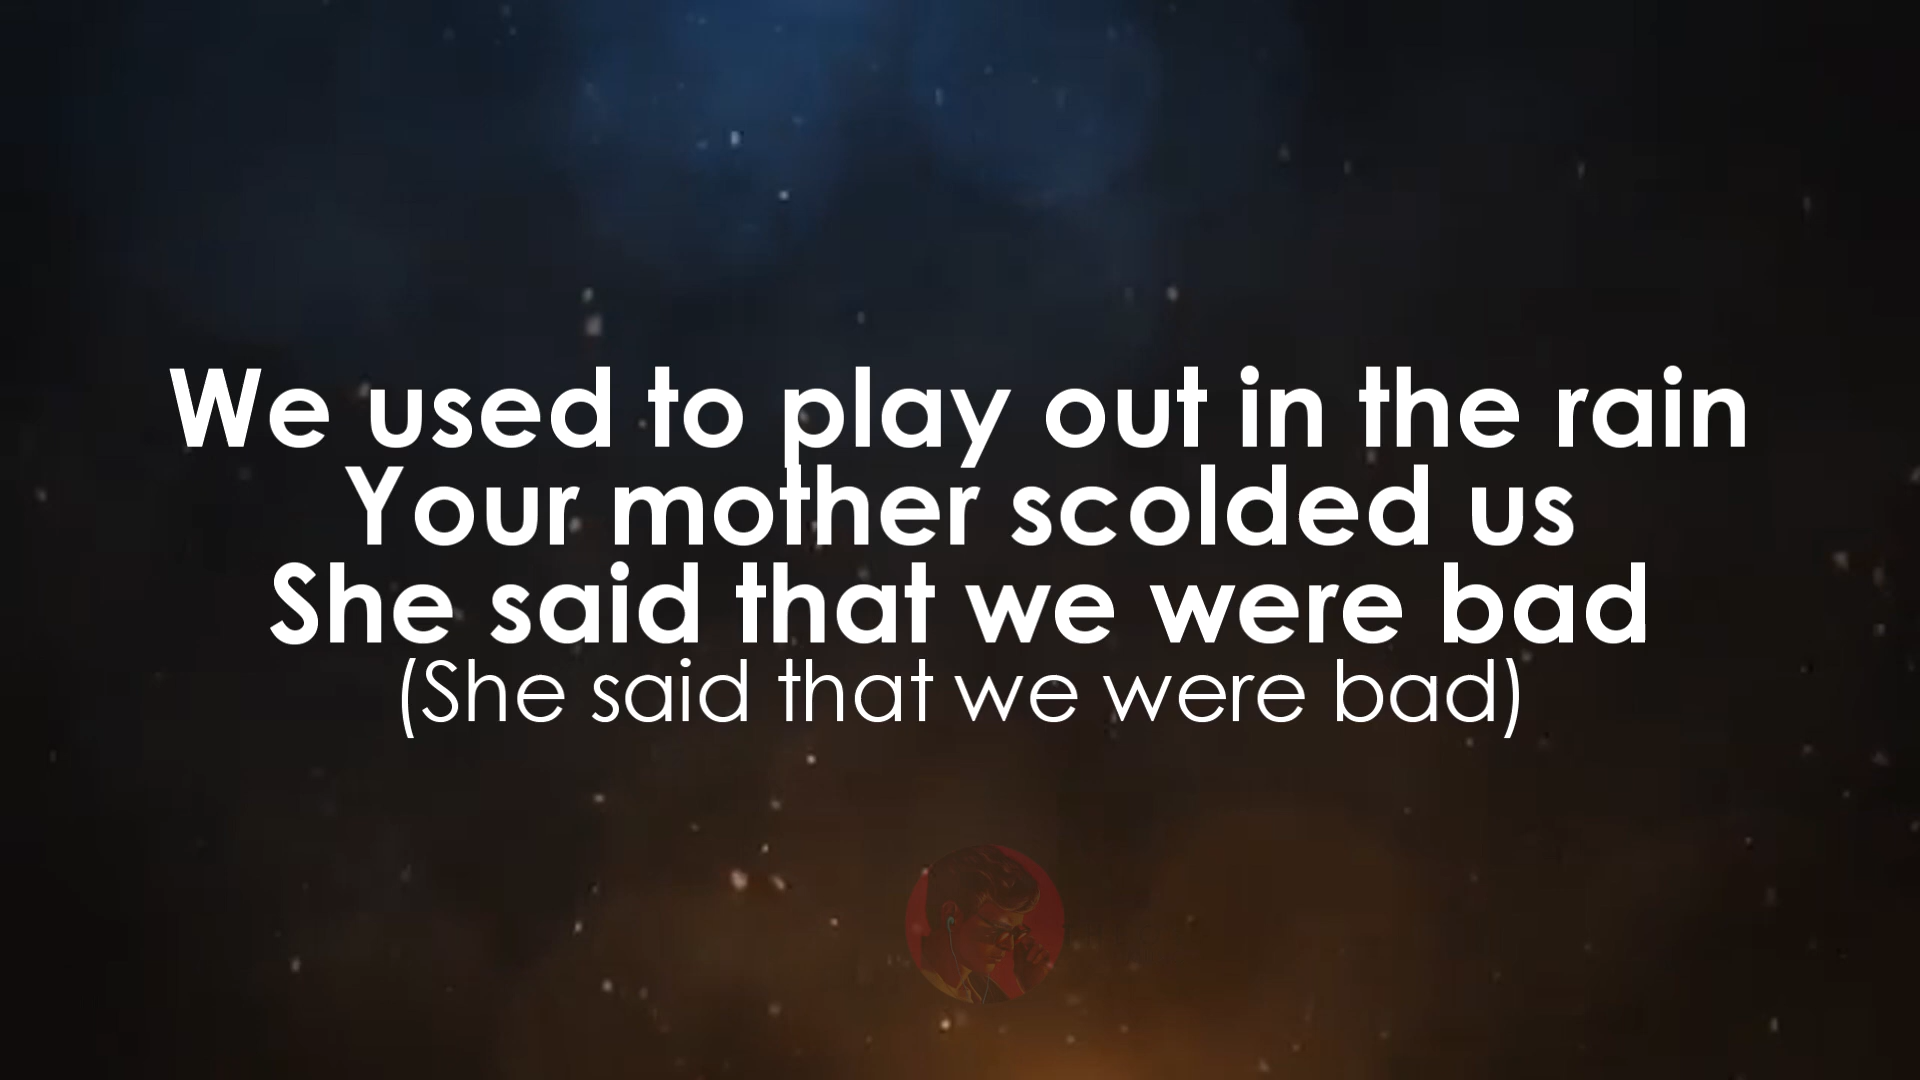 We used to play out in the rain
Your mother scolded us
She said that we were bad
(She said that we were bad)